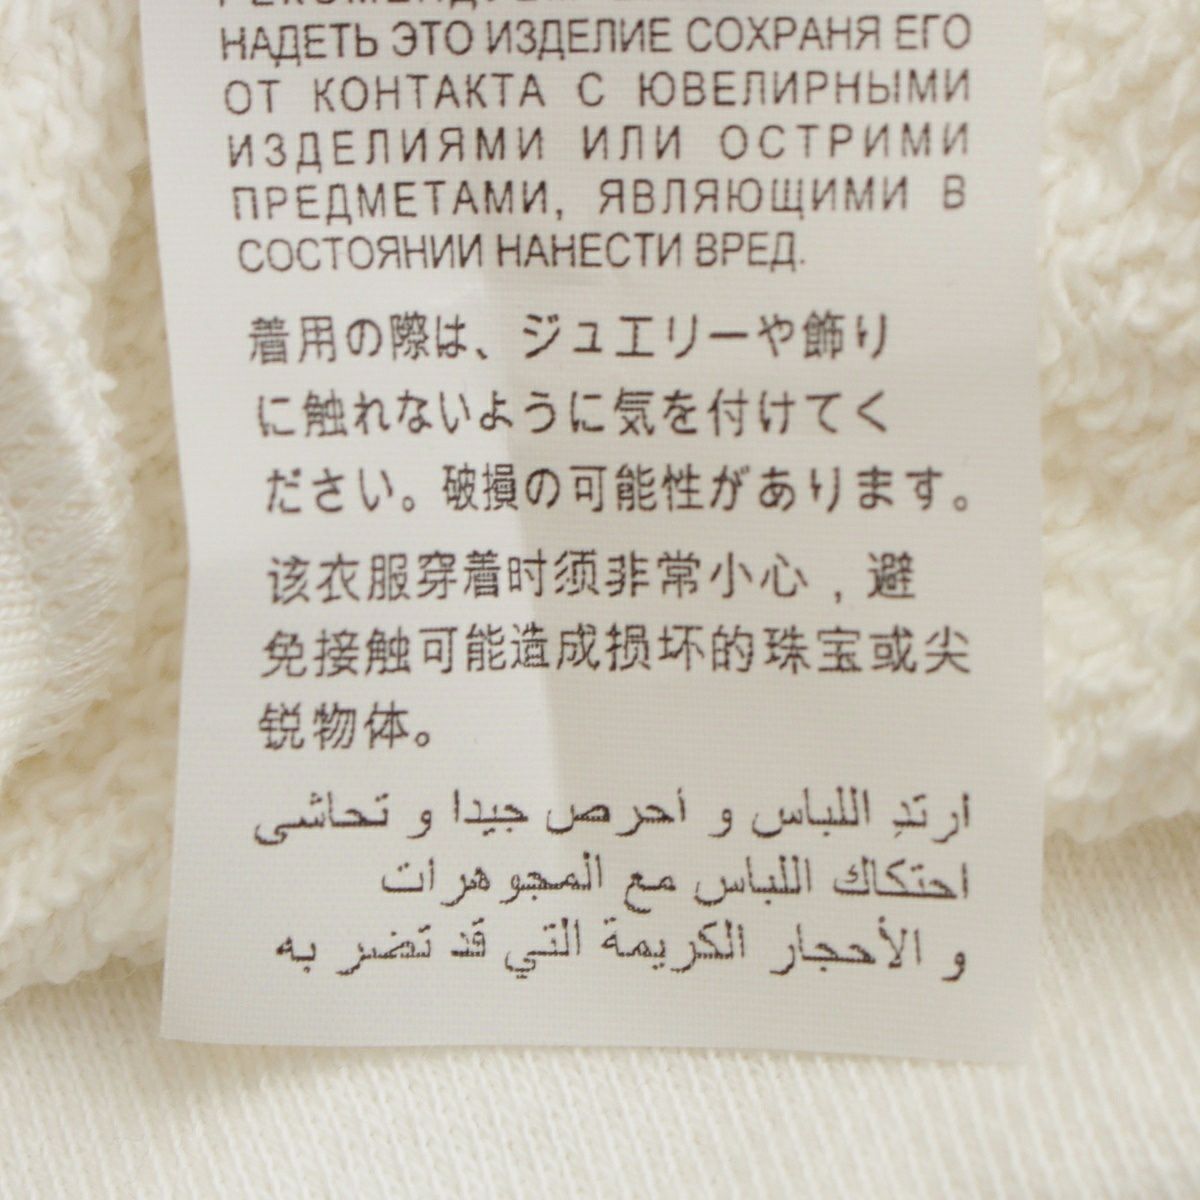 НАДЕТЬ ЭТО ИЗДЕЛИЕ СОХРАНЯ ЕГО
ОТ КОНТАКТА С ЮВЕЛИРНЫМИ
ИЗДЕЛИЯМИ ИЛИ ОСТРИМИ
ПРЕДМЕТАМИ, ЯВЛЯЮЩИМИ В
СОСТОЯНИИ НАНЕСТИ ВРЕД.
着用の際は、ジュエリーや飾り
に触れないように気を付けてく
ださい。破損の可能性があります。
该衣服穿着时须非常小心，避
免接触可能造成损坏的珠宝或尖
锐物体。
ارتدِ اللباس و احرص جيدا و تحاشى
احتكاك اللباس مع المجوهرات
و الأحجار الكريمة التي قد تضر به